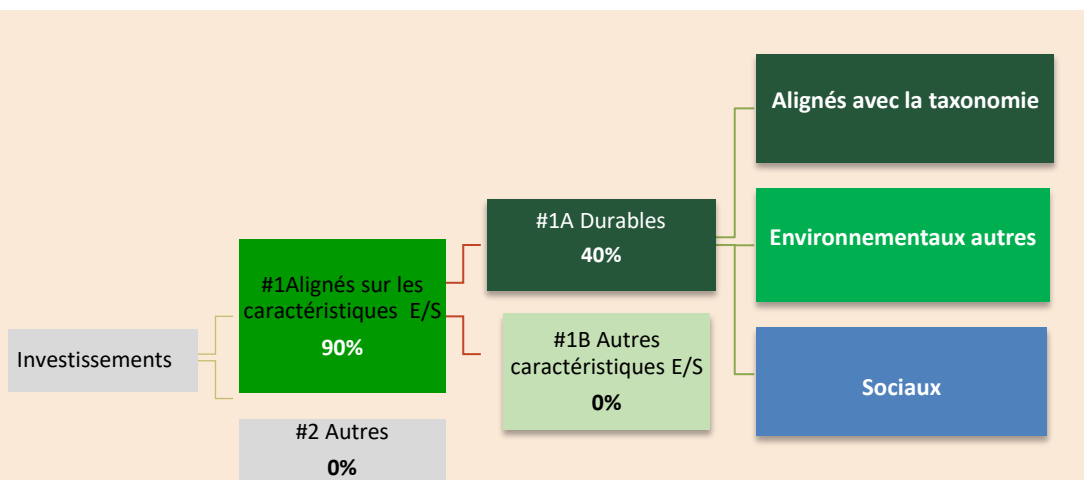 Investissements
#1Alignés sur les
caractéristiques E/S
90%
#2 Autres
0%
#1A Durables
40%
#1B Autres
caractéristiques E/S
0%
Alignés avec la taxonomie
Environnementaux autres
Sociaux